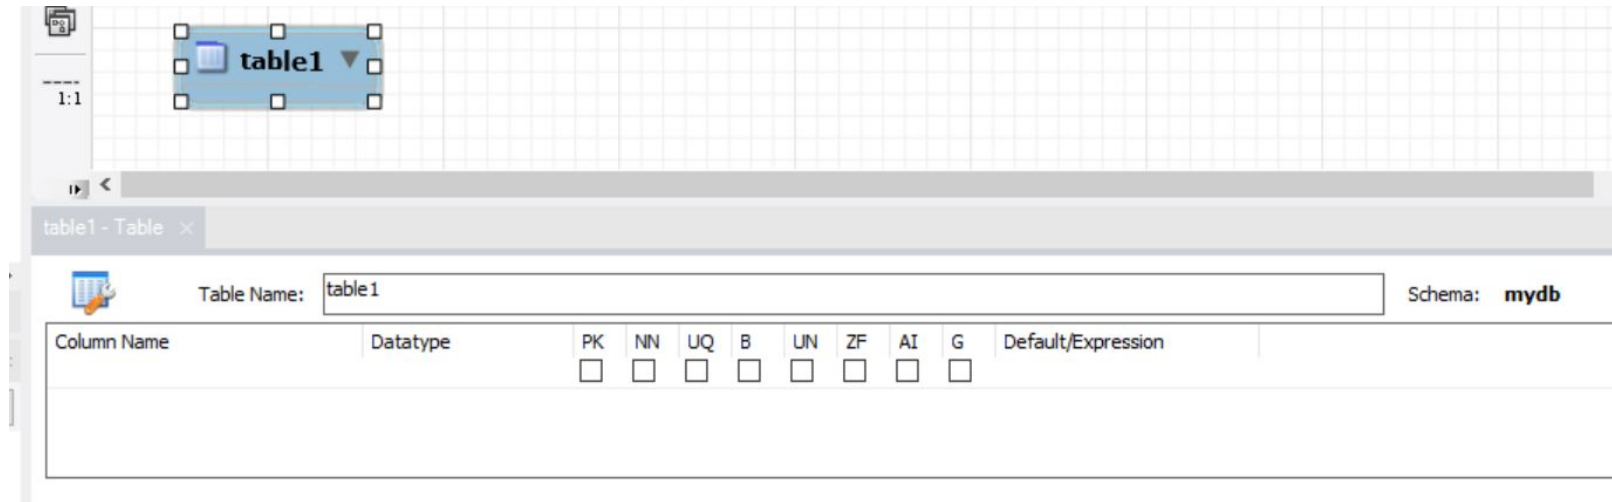 table1
1:1
table1 - Table
Table Name: table1 Schema: mydb
Column Name Datatype PK NN UQ B UN ZF AI G Default/Expression